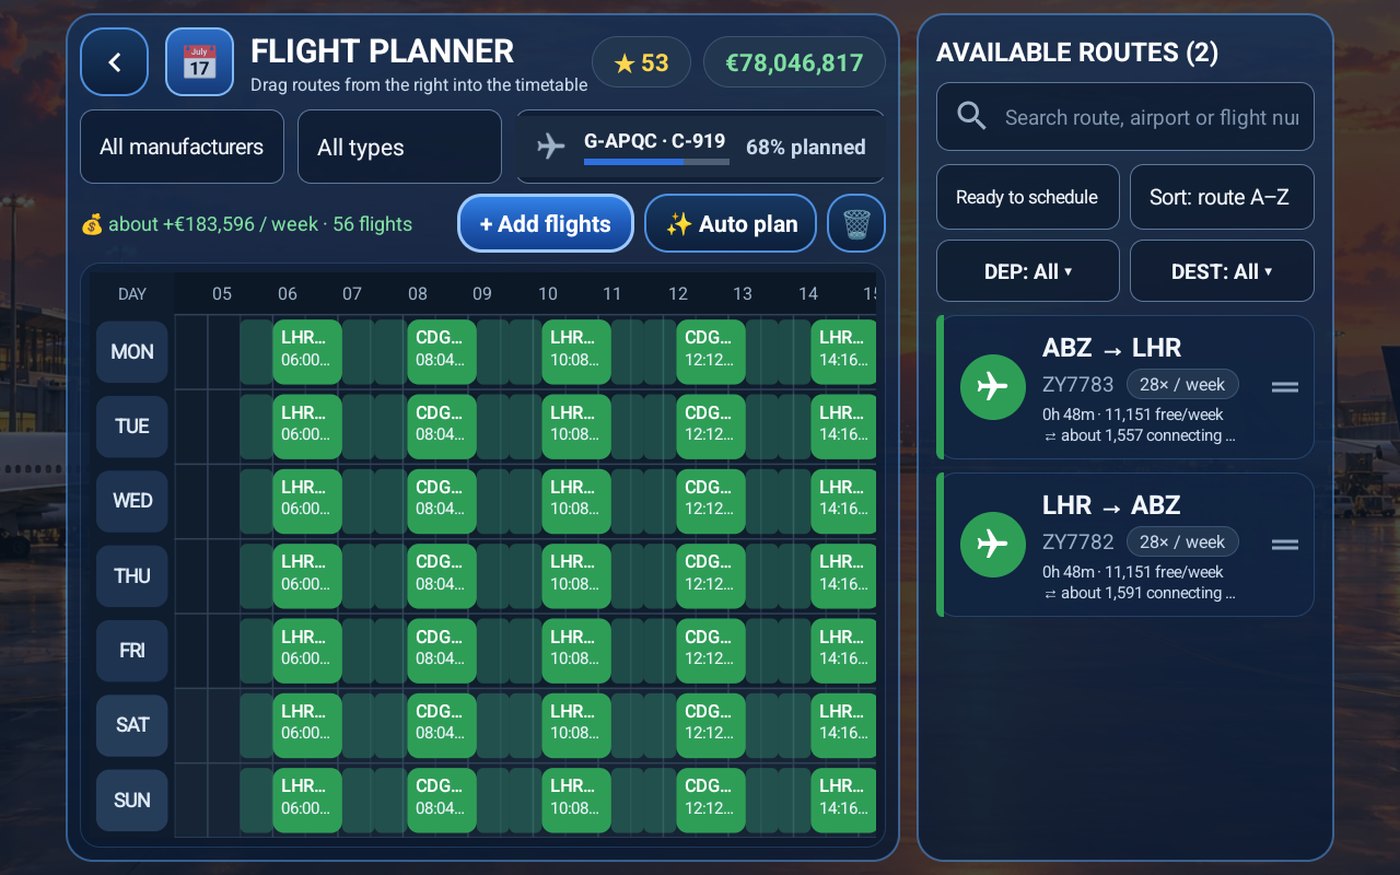 July
17
FLIGHT PLANNER
Drag routes from the right into the timetable
★ 53
€78,046,817
All manufacturers
All types
G-APQC · C-919
68% planned
💰 about +€183,596 / week · 56 flights
+ Add flights
✨ Auto plan
DAY 05 06 07 08 09 10 11 12 13 14 15
MON
LHR... CDG... LHR... CDG... LHR...
06:00... 08:04... 10:08... 12:12... 14:16...
TUE
LHR... CDG... LHR... CDG... LHR...
06:00... 08:04... 10:08... 12:12... 14:16...
WED
LHR... CDG... LHR... CDG... LHR...
06:00... 08:04... 10:08... 12:12... 14:16...
THU
LHR... CDG... LHR... CDG... LHR...
06:00... 08:04... 10:08... 12:12... 14:16...
FRI
LHR... CDG... LHR... CDG... LHR...
06:00... 08:04... 10:08... 12:12... 14:16...
SAT
LHR... CDG... LHR... CDG... LHR...
06:00... 08:04... 10:08... 12:12... 14:16...
SUN
LHR... CDG... LHR... CDG... LHR...
06:00... 08:04... 10:08... 12:12... 14:16...
AVAILABLE ROUTES (2)
Search route, airport or flight nu
Ready to schedule
Sort: route A–Z
DEP: All ▾
DEST: All ▾
ABZ → LHR
ZY7783 28× / week
0h 48m · 11,151 free/week
⇄ about 1,557 connecting ...
LHR → ABZ
ZY7782 28× / week
0h 48m · 11,151 free/week
⇄ about 1,591 connecting ...